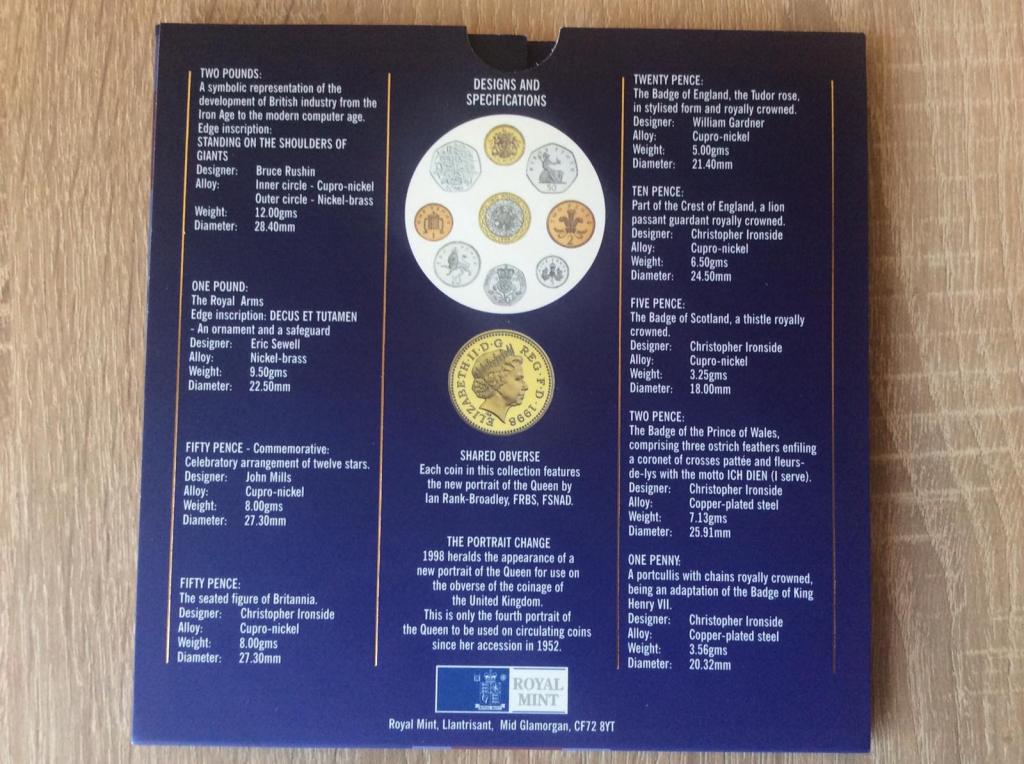 TWO POUNDS:
A symbolic representation of the
development of British industry from the
Iron Age to the modern computer age.
Edge inscription:
STANDING ON THE SHOULDERS OF
GIANTS
Designer: Bruce Rushin
Alloy: Inner circle - Cupro-nickel
Outer circle - Nickel-brass
Weight: 12.00gms
Diameter: 28.40mm
ONE POUND:
The Royal Arms
Edge inscription: DECUS ET TUTAMEN
- An ornament and a safeguard
Designer: Eric Sewell
Alloy: Nickel-brass
Weight: 9.50gms
Diameter: 22.50mm
FIFTY PENCE - Commemorative:
Celebratory arrangement of twelve stars.
Designer: John Mills
Alloy: Cupro-nickel
Weight: 8.00gms
Diameter: 27.30mm
FIFTY PENCE:
The seated figure of Britannia.
Designer: Christopher Ironside
Alloy: Cupro-nickel
Weight: 8.00gms
Diameter: 27.30mm
DESIGNS AND
SPECIFICATIONS
50
1
2
ELIZABETH·II·D·G REG·F·D·1998
SHARED OBVERSE
Each coin in this collection features
the new portrait of the Queen by
Ian Rank-Broadley, FRBS, FSNAD.
THE PORTRAIT CHANGE
1998 heralds the appearance of a
new portrait of the Queen for use on
the obverse of the coinage of
the United Kingdom.
This is only the fourth portrait of
the Queen to be used on circulating coins
since her accession in 1952.
ROYAL
MINT
Royal Mint, Llantrisant, Mid Glamorgan, CF72 8YT
TWENTY PENCE:
The Badge of England, the Tudor rose,
in stylised form and royally crowned.
Designer: William Gardner
Alloy: Cupro-nickel
Weight: 5.00gms
Diameter: 21.40mm
TEN PENCE:
Part of the Crest of England, a lion
passant guardant royally crowned.
Designer: Christopher Ironside
Alloy: Cupro-nickel
Weight: 6.50gms
Diameter: 24.50mm
FIVE PENCE:
The Badge of Scotland, a thistle royally
crowned.
Designer: Christopher Ironside
Alloy: Cupro-nickel
Weight: 3.25gms
Diameter: 18.00mm
TWO PENCE:
The Badge of the Prince of Wales,
comprising three ostrich feathers enfiling
a coronet of crosses pattée and fleurs-
de-lys with the motto ICH DIEN (I serve).
Designer: Christopher Ironside
Alloy: Copper-plated steel
Weight: 7.13gms
Diameter: 25.91mm
ONE PENNY:
A portcullis with chains royally crowned,
being an adaptation of the Badge of King
Henry VII.
Designer: Christopher Ironside
Alloy: Copper-plated steel
Weight: 3.56gms
Diameter: 20.32mm